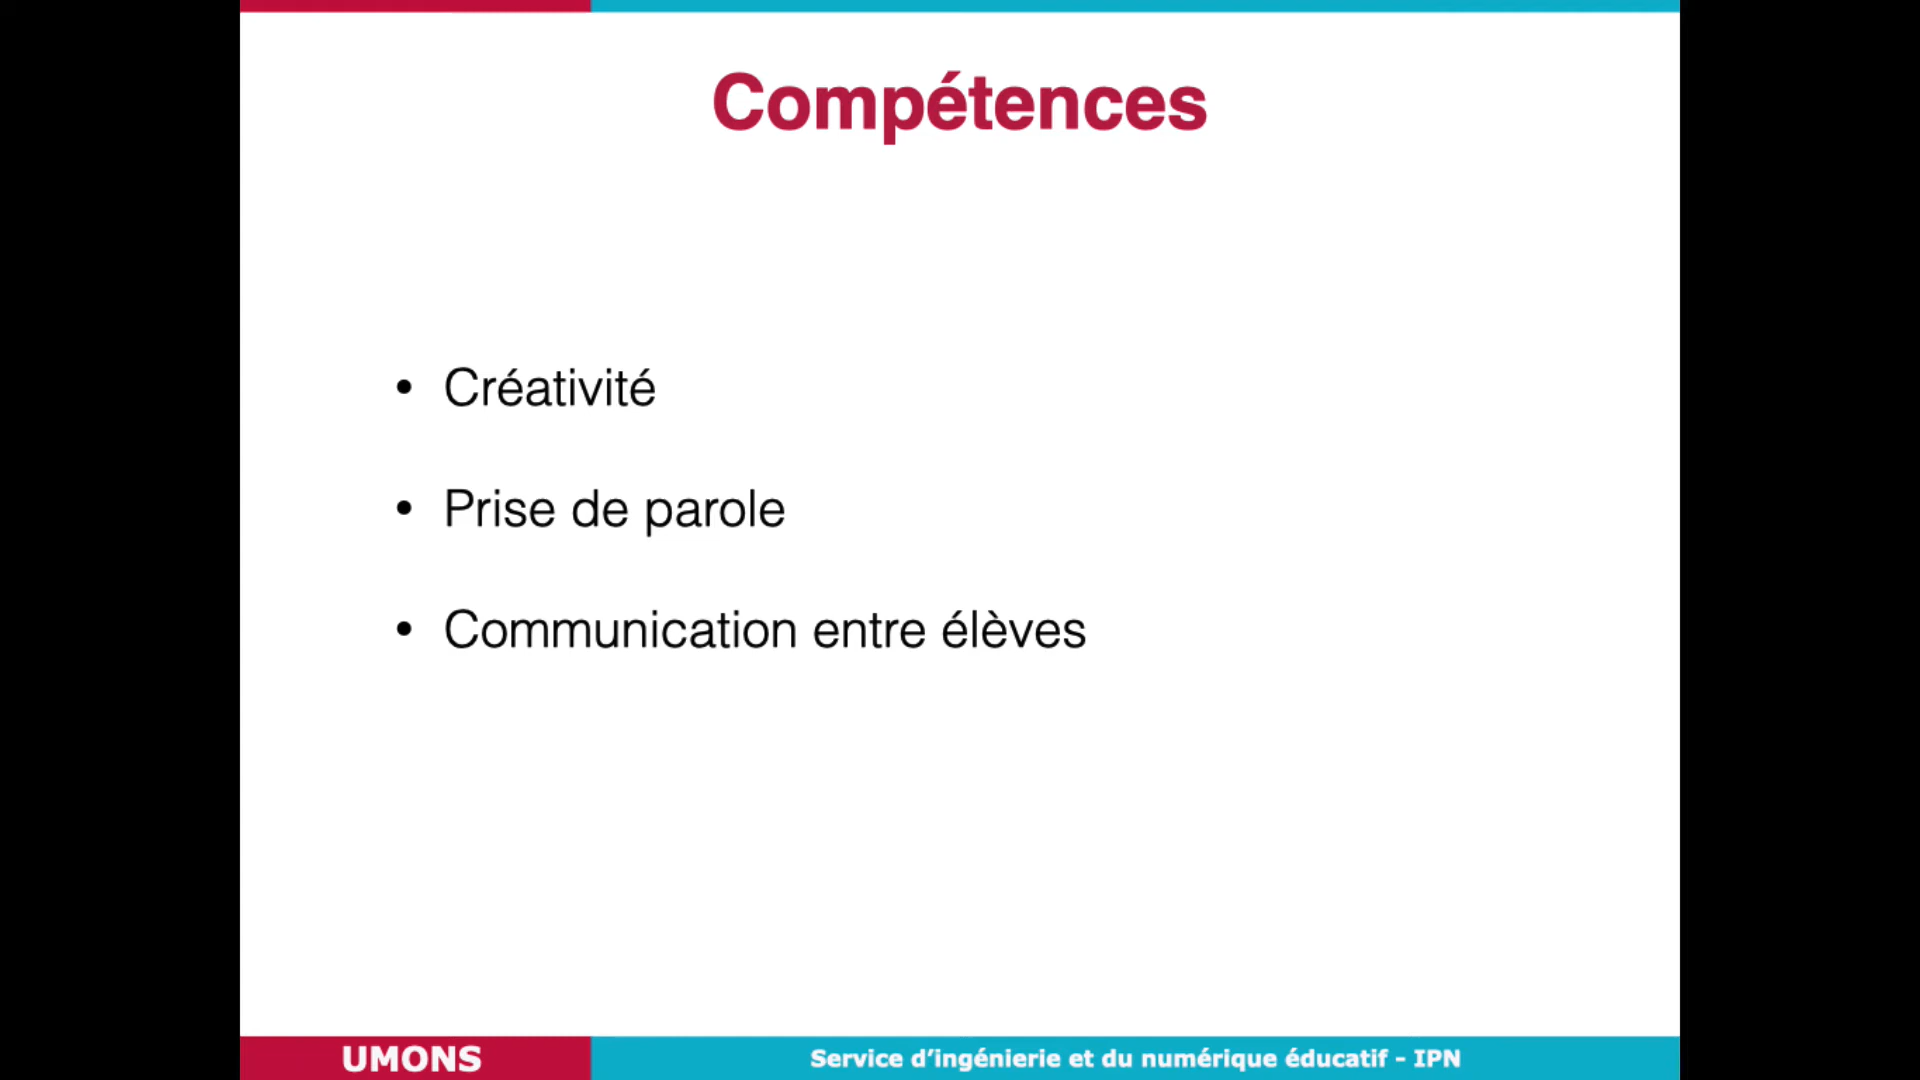 Compétences
• Créativité
• Prise de parole
• Communication entre élèves
UMONS
Service d’ingénierie et du numérique éducatif - IPN